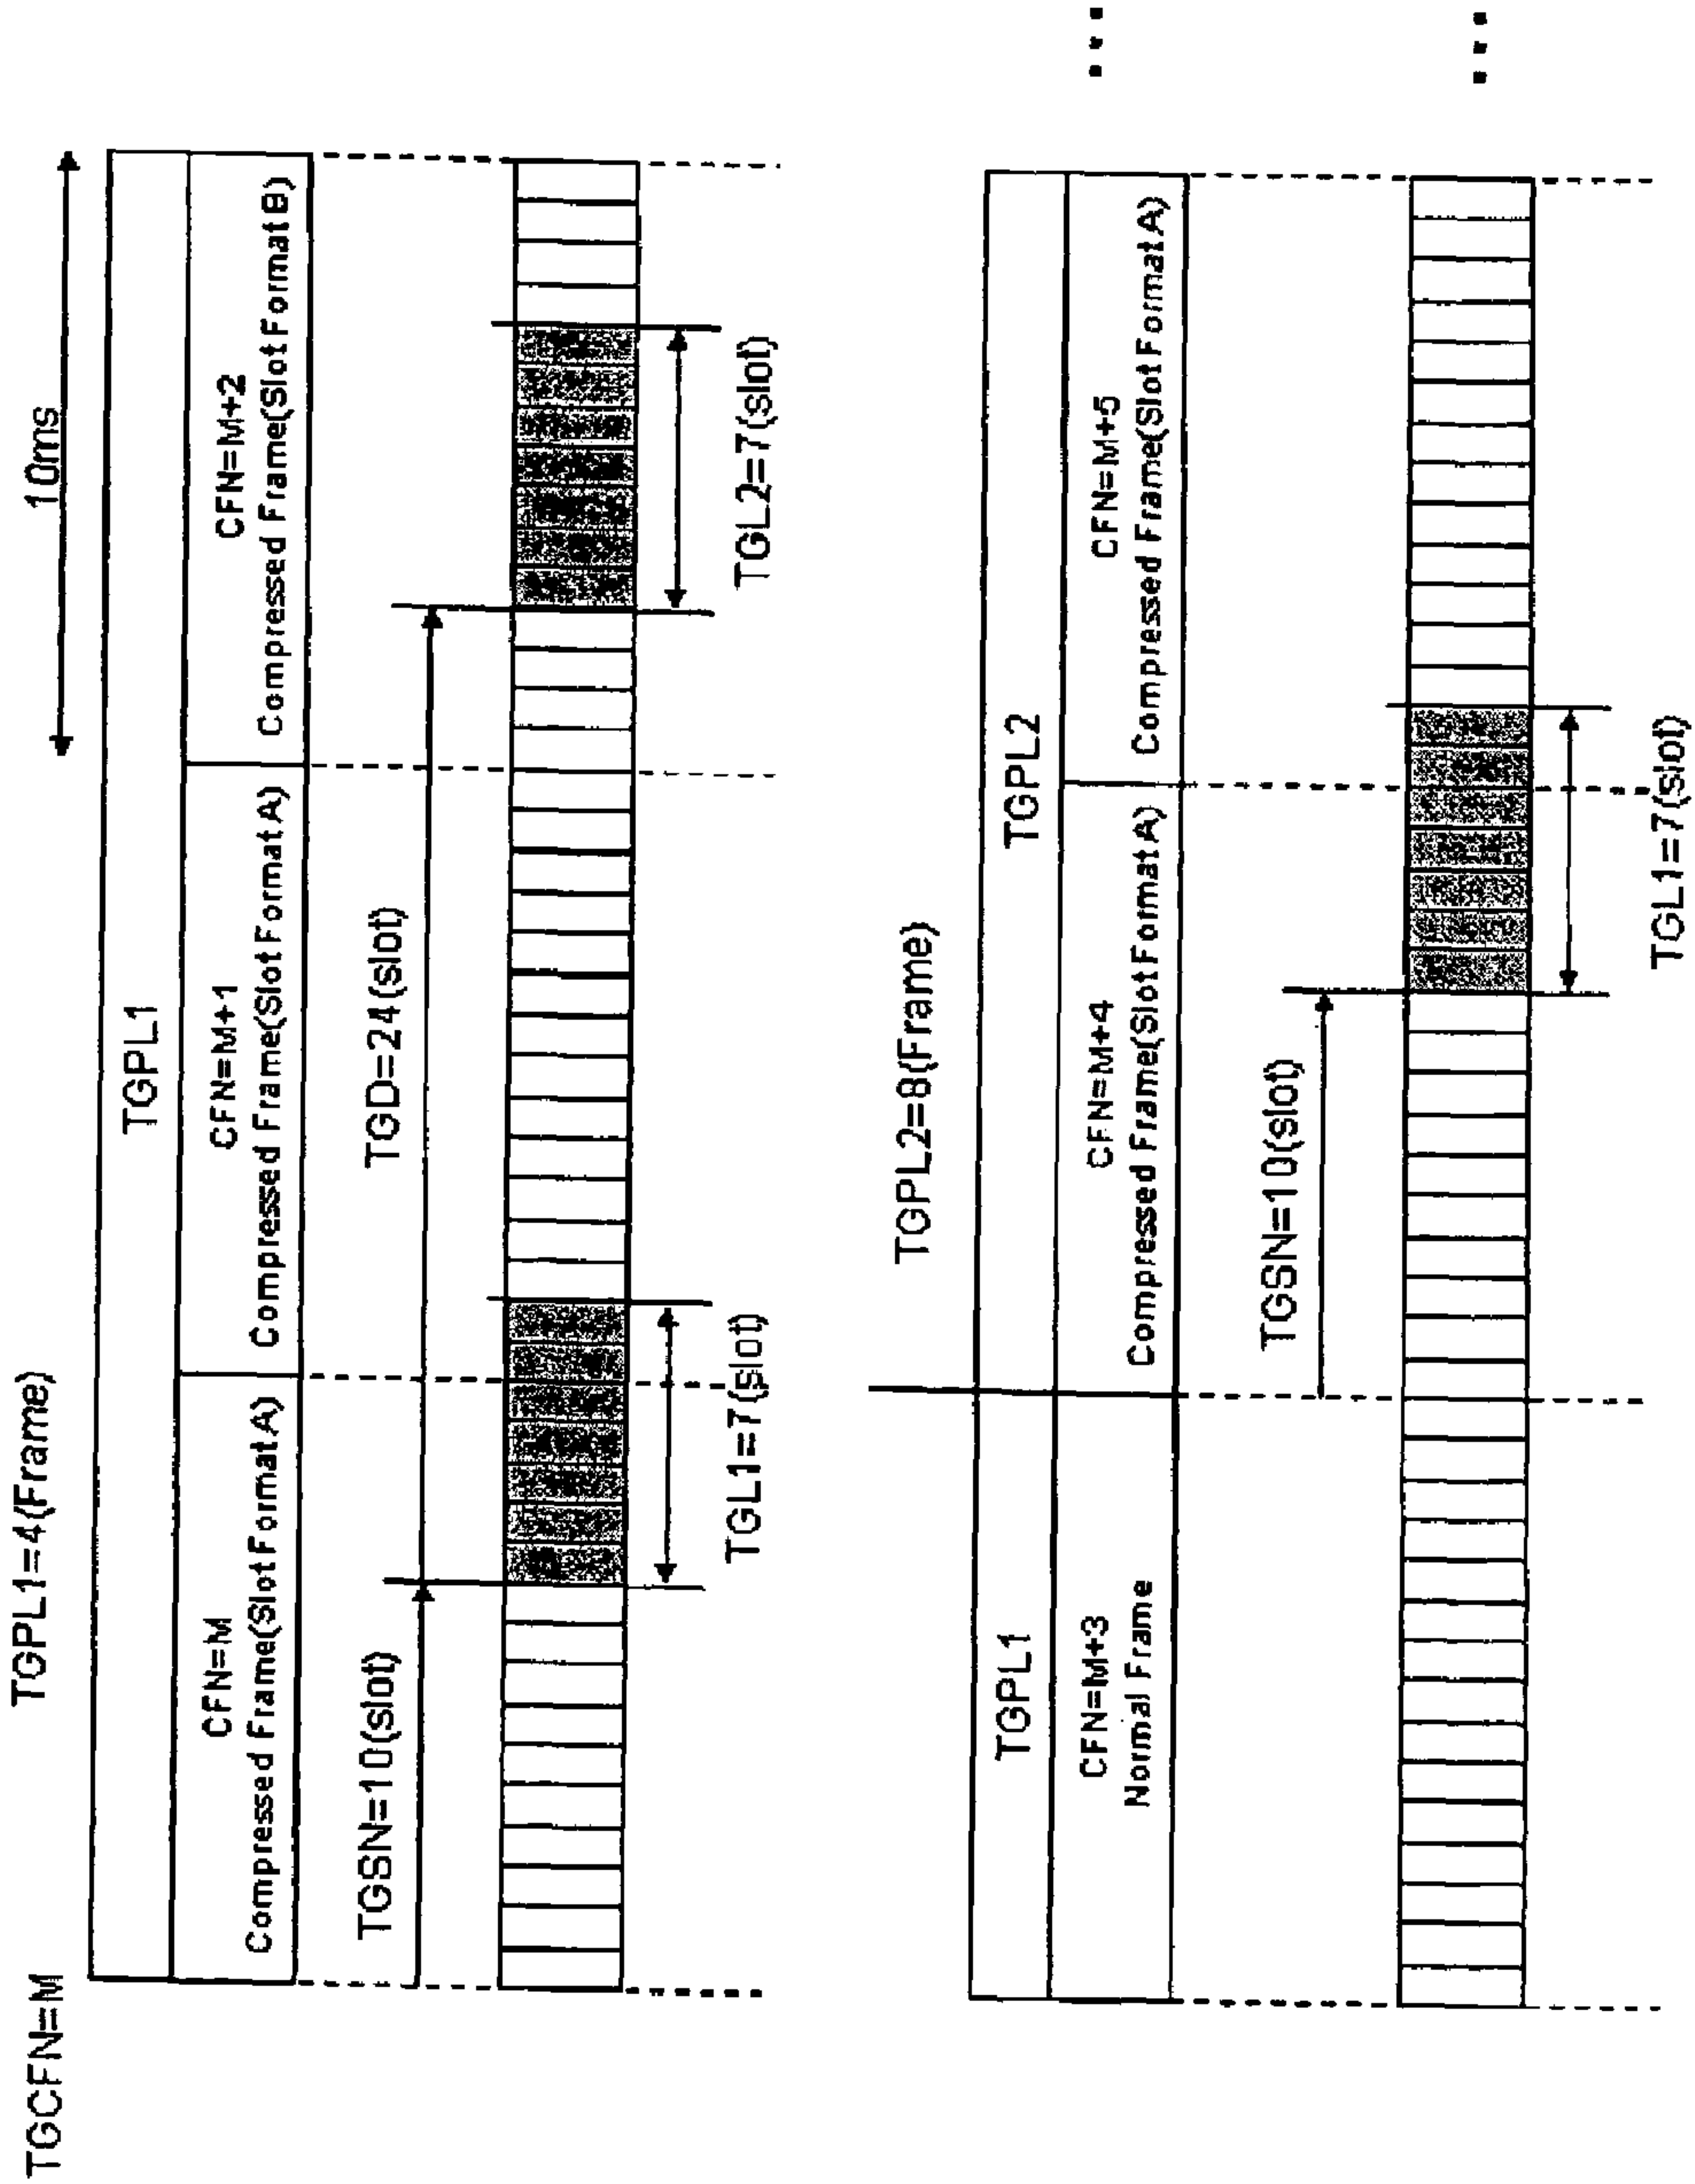 TGCFN=M
TGPL1=4(Frame)
10ms
TGPL1
CFN=M
Compressed Frame(Slot Format A)
CFN=M+1
Compressed Frame(Slot Format A)
CFN=M+2
Compressed Frame(Slot Format B)
TGSN=10(slot)
TGD=24(slot)
TGL1=7(slot)
TGL2=7(slot)
TGPL2=8(Frame)
TGPL1
TGPL2
CFN=M+3
Normal Frame
CFN=M+4
Compressed Frame(Slot Format A)
CFN=M+5
Compressed Frame(Slot Format A)
TGSN=10(slot)
TGL1=7(slot)